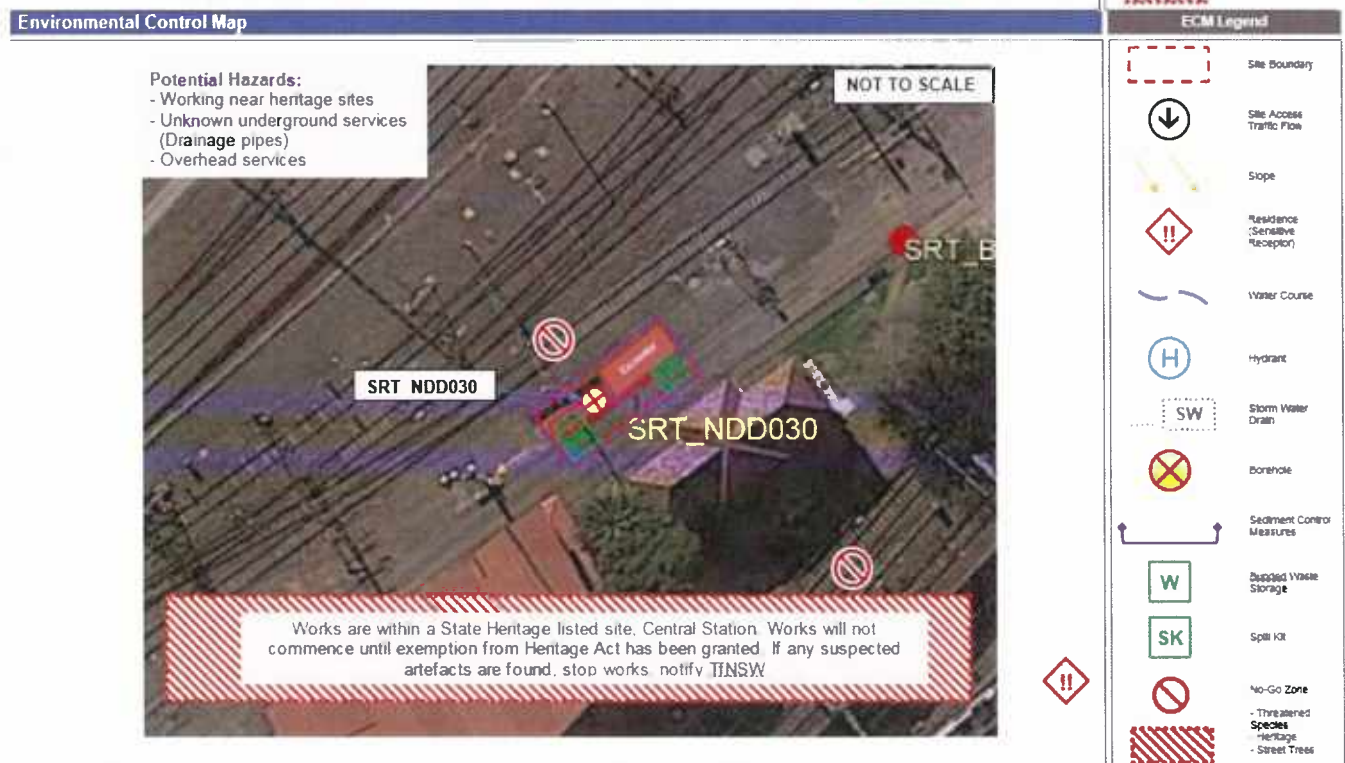 Environmental Control Map
ECM Legend
Potential Hazards:
- Working near heritage sites
- Unknown underground services
(Drainage pipes)
- Overhead services
NOT TO SCALE
SRT_B
SRT NDD030
Excavator
SRT_NDD030
Works are within a State Heritage listed site, Central Station. Works will not
commence until exemption from Heritage Act has been granted. If any suspected
artefacts are found, stop works, notify TfNSW
!!
Site Boundary
Site Access
Traffic Flow
Slope
!!
Residence
(Sensitive
Receptor)
Water Course
H
Hydrant
SW
Storm Water
Drain
Borehole
Sediment Control
Measures
W
Bunded Waste
Storage
SK
Spill Kit
No-Go Zone
- Threatened
Species
- Heritage
- Street Trees